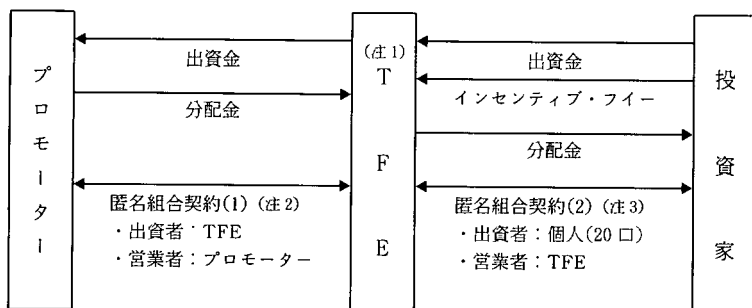 プロモーター
出資金
分配金
匿名組合契約(1)(注2)
・出資者：TFE
・営業者：プロモーター
(注1)
TFE
出資金
インセンティブ・フイー
分配金
匿名組合契約(2)(注3)
・出資者：個人(20口)
・営業者：TFE
投資家